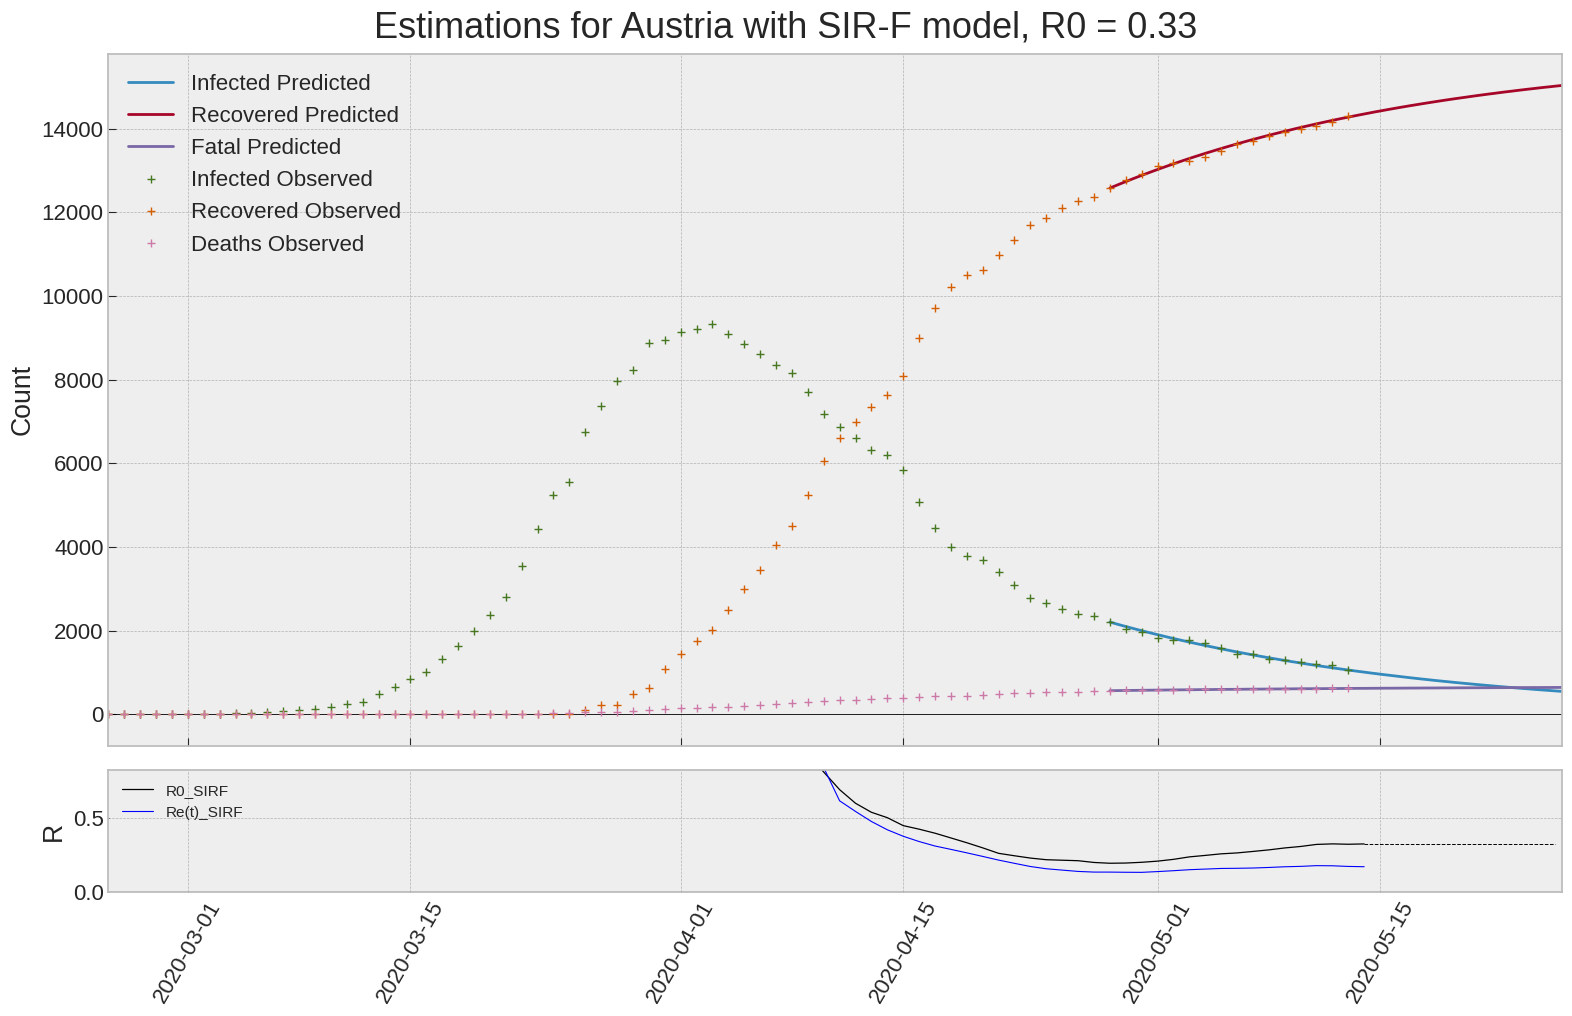 Estimations for Austria with SIR-F model, R0 = 0.33
Infected Predicted
Recovered Predicted
Fatal Predicted
Infected Observed
Recovered Observed
Deaths Observed
Count
14000
12000
10000
8000
6000
4000
2000
0
R0_SIRF
Re(t)_SIRF
R
0.5
0.0
2020-03-01
2020-03-15
2020-04-01
2020-04-15
2020-05-01
2020-05-15